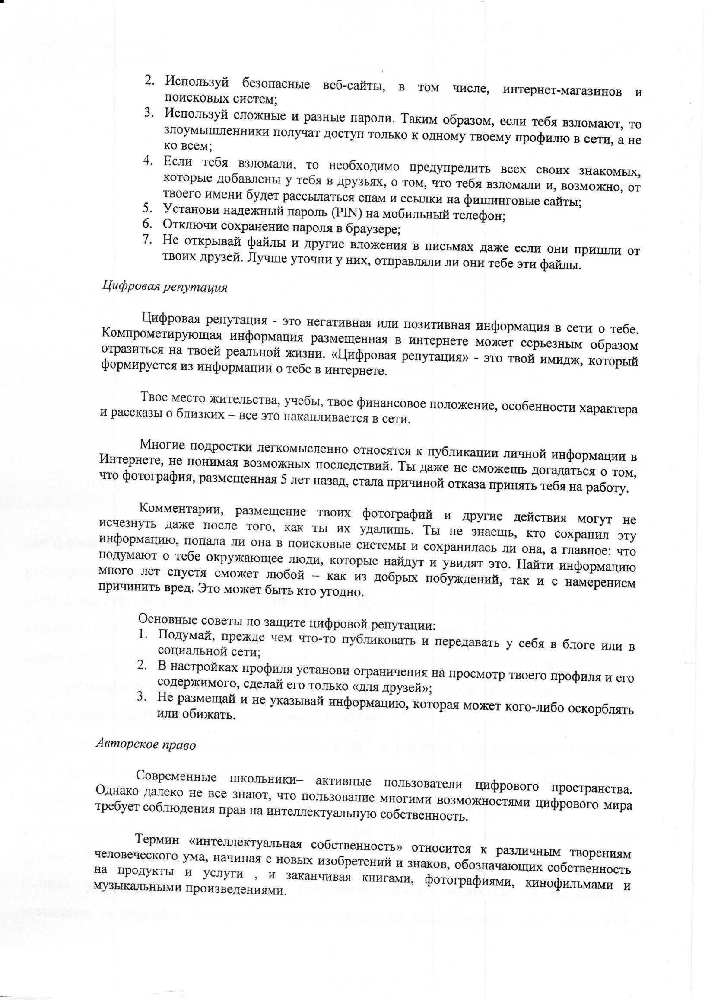 2. Используй безопасные веб-сайты, в том числе, интернет-магазинов и
поисковых систем;
3. Используй сложные и разные пароли. Таким образом, если тебя взломают, то
злоумышленники получат доступ только к одному твоему профилю в сети, а не
ко всем;
4. Если тебя взломали, то необходимо предупредить всех своих знакомых,
которые добавлены у тебя в друзьях, о том, что тебя взломали и, возможно, от
твоего имени будет рассылаться спам и ссылки на фишинговые сайты;
5. Установи надежный пароль (PIN) на мобильный телефон;
6. Отключи сохранение пароля в браузере;
7. Не открывай файлы и другие вложения в письмах даже если они пришли от
твоих друзей. Лучше уточни у них, отправляли ли они тебе эти файлы.
Цифровая репутация
Цифровая репутация - это негативная или позитивная информация в сети о тебе.
Компрометирующая информация размещенная в интернете может серьезным образом
отразиться на твоей реальной жизни. «Цифровая репутация» - это твой имидж, который
формируется из информации о тебе в интернете.
Твое место жительства, учебы, твое финансовое положение, особенности характера
и рассказы о близких – все это накапливается в сети.
Многие подростки легкомысленно относятся к публикации личной информации в
Интернете, не понимая возможных последствий. Ты даже не сможешь догадаться о том,
что фотография, размещенная 5 лет назад, стала причиной отказа принять тебя на работу.
Комментарии, размещение твоих фотографий и другие действия могут не
исчезнуть даже после того, как ты их удалишь. Ты не знаешь, кто сохранил эту
информацию, попала ли она в поисковые системы и сохранилась ли она, а главное: что
подумают о тебе окружающее люди, которые найдут и увидят это. Найти информацию
много лет спустя сможет любой – как из добрых побуждений, так и с намерением
причинить вред. Это может быть кто угодно.
Основные советы по защите цифровой репутации:
1. Подумай, прежде чем что-то публиковать и передавать у себя в блоге или в
социальной сети;
2. В настройках профиля установи ограничения на просмотр твоего профиля и его
содержимого, сделай его только «для друзей»;
3. Не размещай и не указывай информацию, которая может кого-либо оскорблять
или обижать.
Авторское право
Современные школьники– активные пользователи цифрового пространства.
Однако далеко не все знают, что пользование многими возможностями цифрового мира
требует соблюдения прав на интеллектуальную собственность.
Термин «интеллектуальная собственность» относится к различным творениям
человеческого ума, начиная с новых изобретений и знаков, обозначающих собственность
на продукты и услуги , и заканчивая книгами, фотографиями, кинофильмами и
музыкальными произведениями.